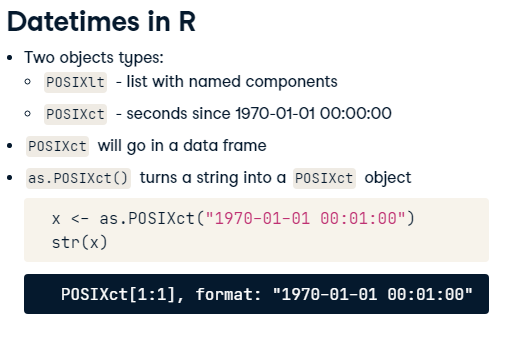 Datetimes in R
• Two objects types:
○ POSIXlt - list with named components
○ POSIXct - seconds since 1970-01-01 00:00:00
• POSIXct will go in a data frame
• as.POSIXct() turns a string into a POSIXct object
x <- as.POSIXct("1970-01-01 00:01:00")
str(x)
POSIXct[1:1], format: "1970-01-01 00:01:00"